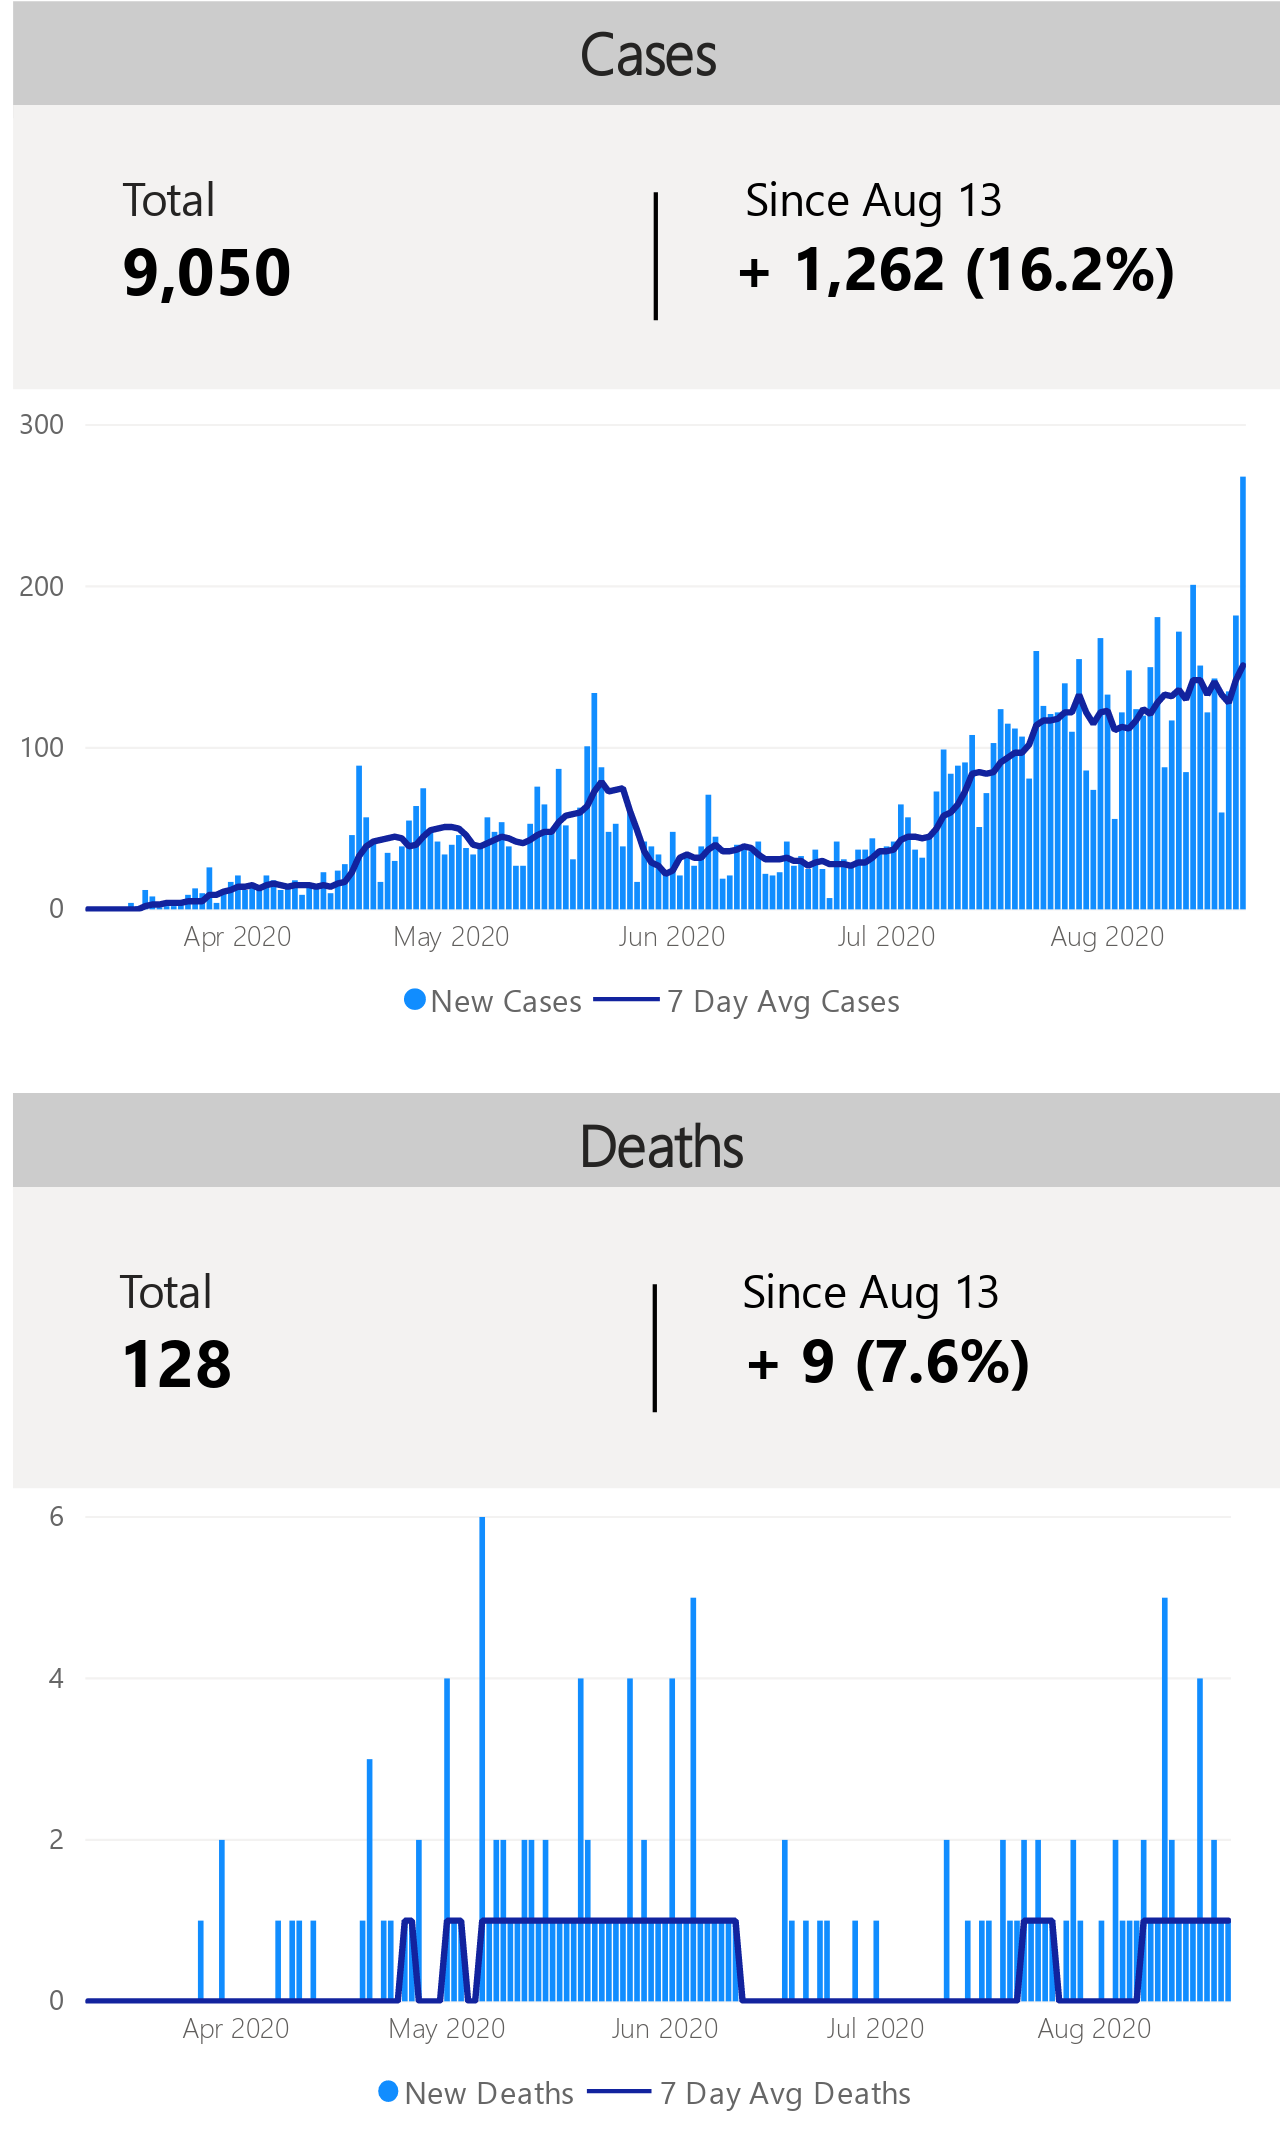 Cases
Total
Since Aug 13
9,050
+ 1,262 (16.2%)
300
200
100
0
Apr 2020 May 2020 Jun 2020 Jul 2020 Aug 2020
New Cases 7 Day Avg Cases
Deaths
Total
Since Aug 13
128
+ 9 (7.6%)
6
4
2
0
Apr 2020 May 2020 Jun 2020 Jul 2020 Aug 2020
New Deaths 7 Day Avg Deaths